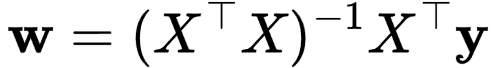 𝐰 = (X^⊤ X)^{-1} X^⊤ 𝐲